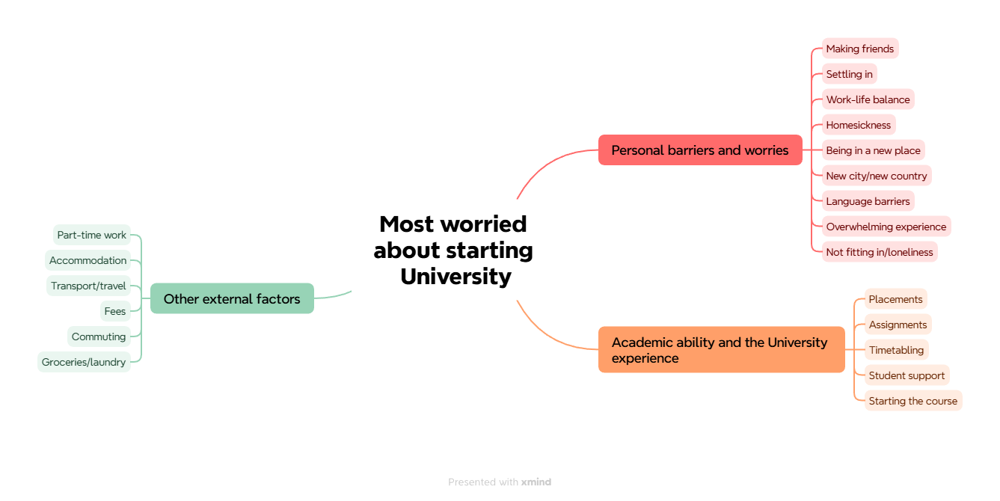 Most worried
about starting
University
Personal barriers and worries
Making friends
Settling in
Work-life balance
Homesickness
Being in a new place
New city/new country
Language barriers
Overwhelming experience
Not fitting in/loneliness
Academic ability and the University
experience
Placements
Assignments
Timetabling
Student support
Starting the course
Other external factors
Part-time work
Accommodation
Transport/travel
Fees
Commuting
Groceries/laundry
Presented with xmind